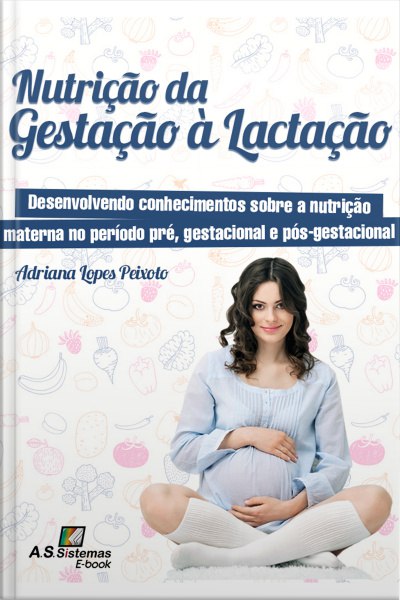 Nutrição da
Gestação à Lactação
Desenvolvendo conhecimentos sobre a nutrição
materna no período pré, gestacional e pós-gestacional
Adriana Lopes Peixoto
A.S. Sistemas
E-book